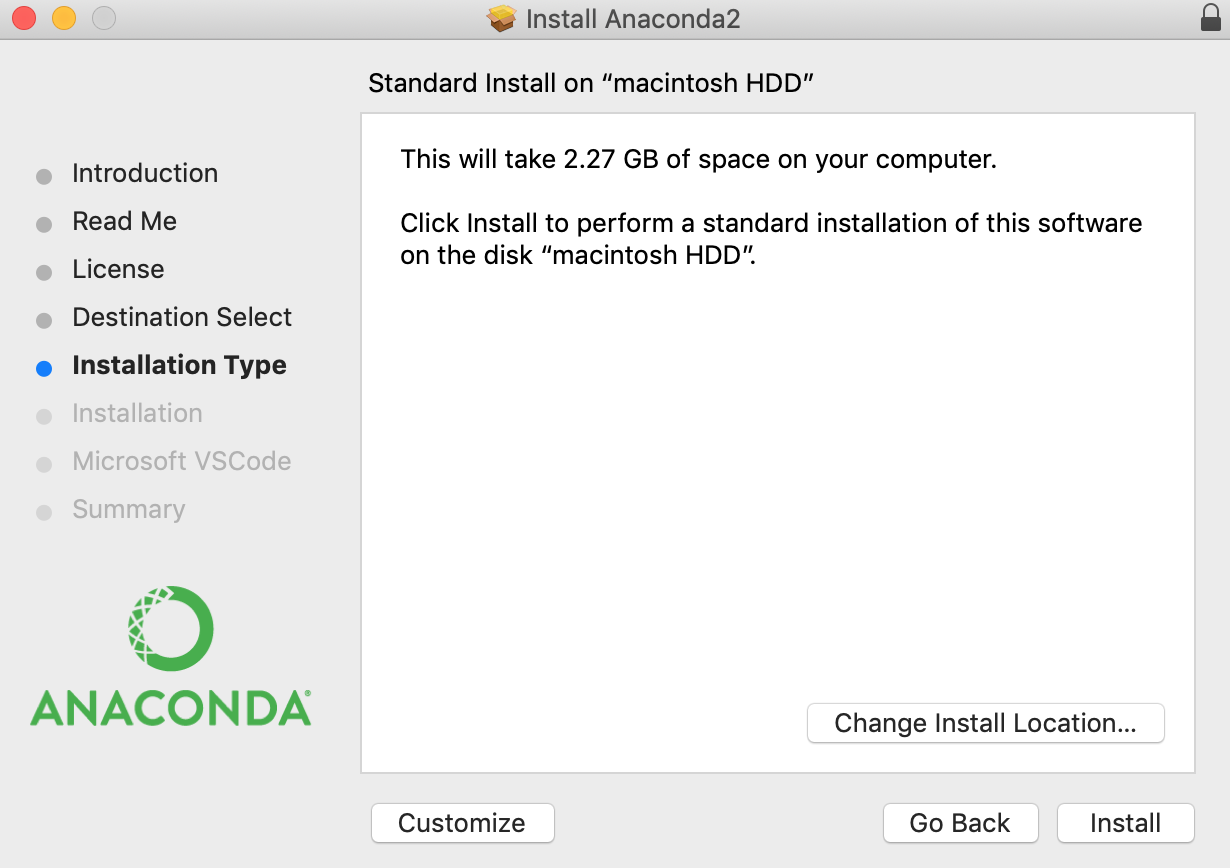 Install Anaconda2
Standard Install on “macintosh HDD”
Introduction
Read Me
License
Destination Select
Installation Type
Installation
Microsoft VSCode
Summary
ANACONDA®
This will take 2.27 GB of space on your computer.
Click Install to perform a standard installation of this software
on the disk “macintosh HDD”.
Change Install Location...
Customize
Go Back
Install